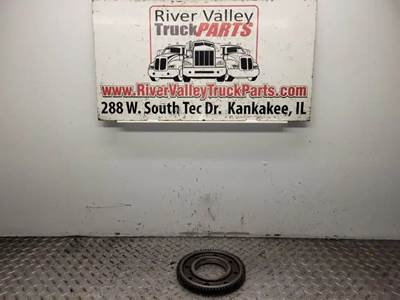 River Valley
TruckPARTS
www.RiverValleyTruckParts.com
288 W. South Tec Dr. Kankakee, IL